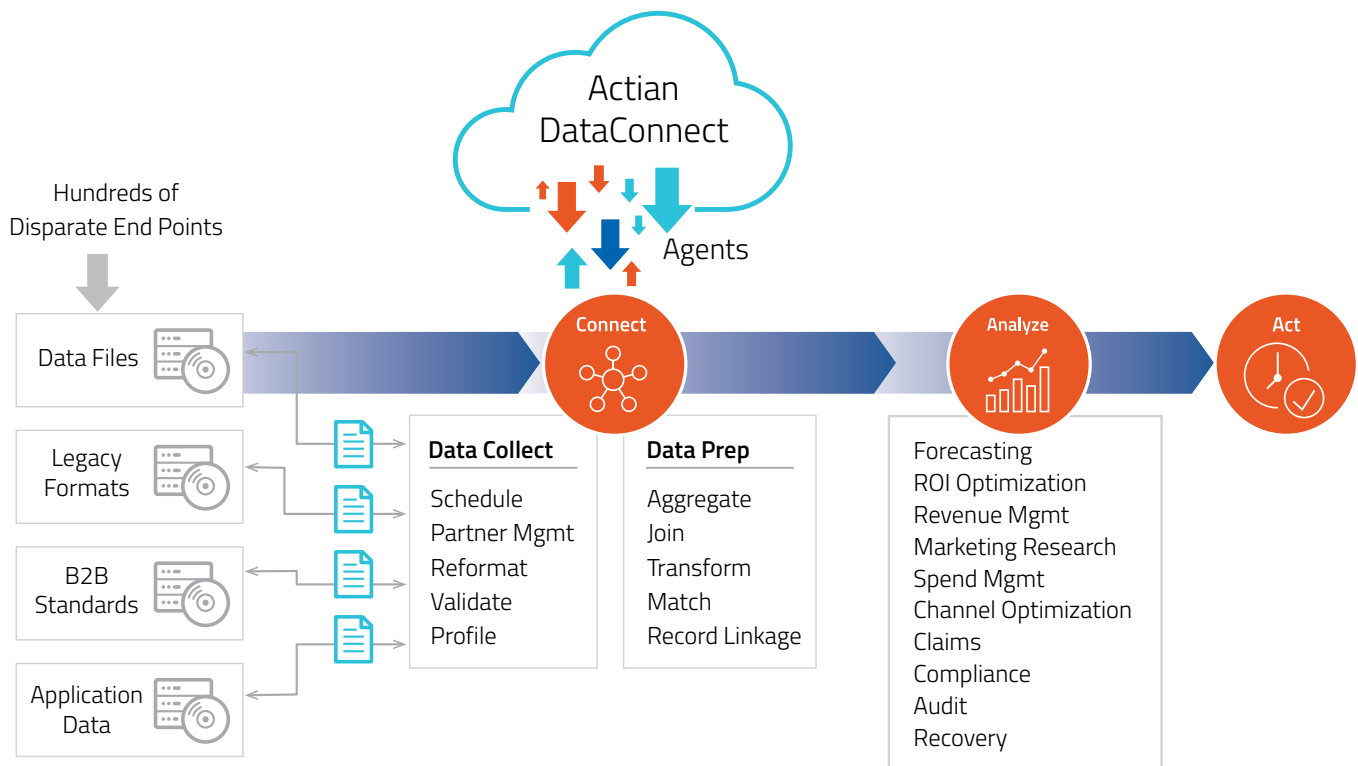 Actian
DataConnect
Agents
Hundreds of
Disparate End Points
Data Files
Legacy
Formats
B2B
Standards
Application
Data
Connect
Data Collect
Schedule
Partner Mgmt
Reformat
Validate
Profile
Data Prep
Aggregate
Join
Transform
Match
Record Linkage
Analyze
Forecasting
ROI Optimization
Revenue Mgmt
Marketing Research
Spend Mgmt
Channel Optimization
Claims
Compliance
Audit
Recovery
Act